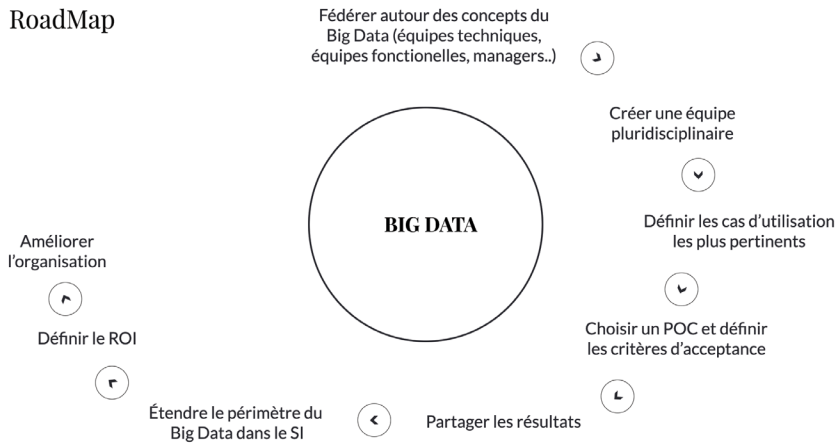 RoadMap
Fédérer autour des concepts du
Big Data (équipes techniques,
équipes fonctionelles, managers..)
Créer une équipe
pluridisciplinaire
Définir les cas d'utilisation
les plus pertinents
Choisir un POC et définir
les critères d'acceptance
Partager les résultats
Étendre le périmètre du
Big Data dans le SI
Définir le ROI
Améliorer
l'organisation
BIG DATA